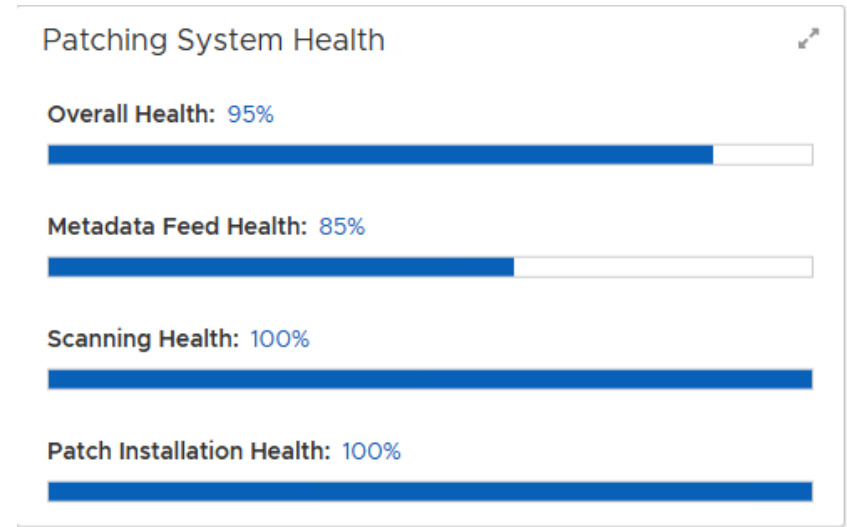 Patching System Health
Overall Health: 95%
Metadata Feed Health: 85%
Scanning Health: 100%
Patch Installation Health: 100%